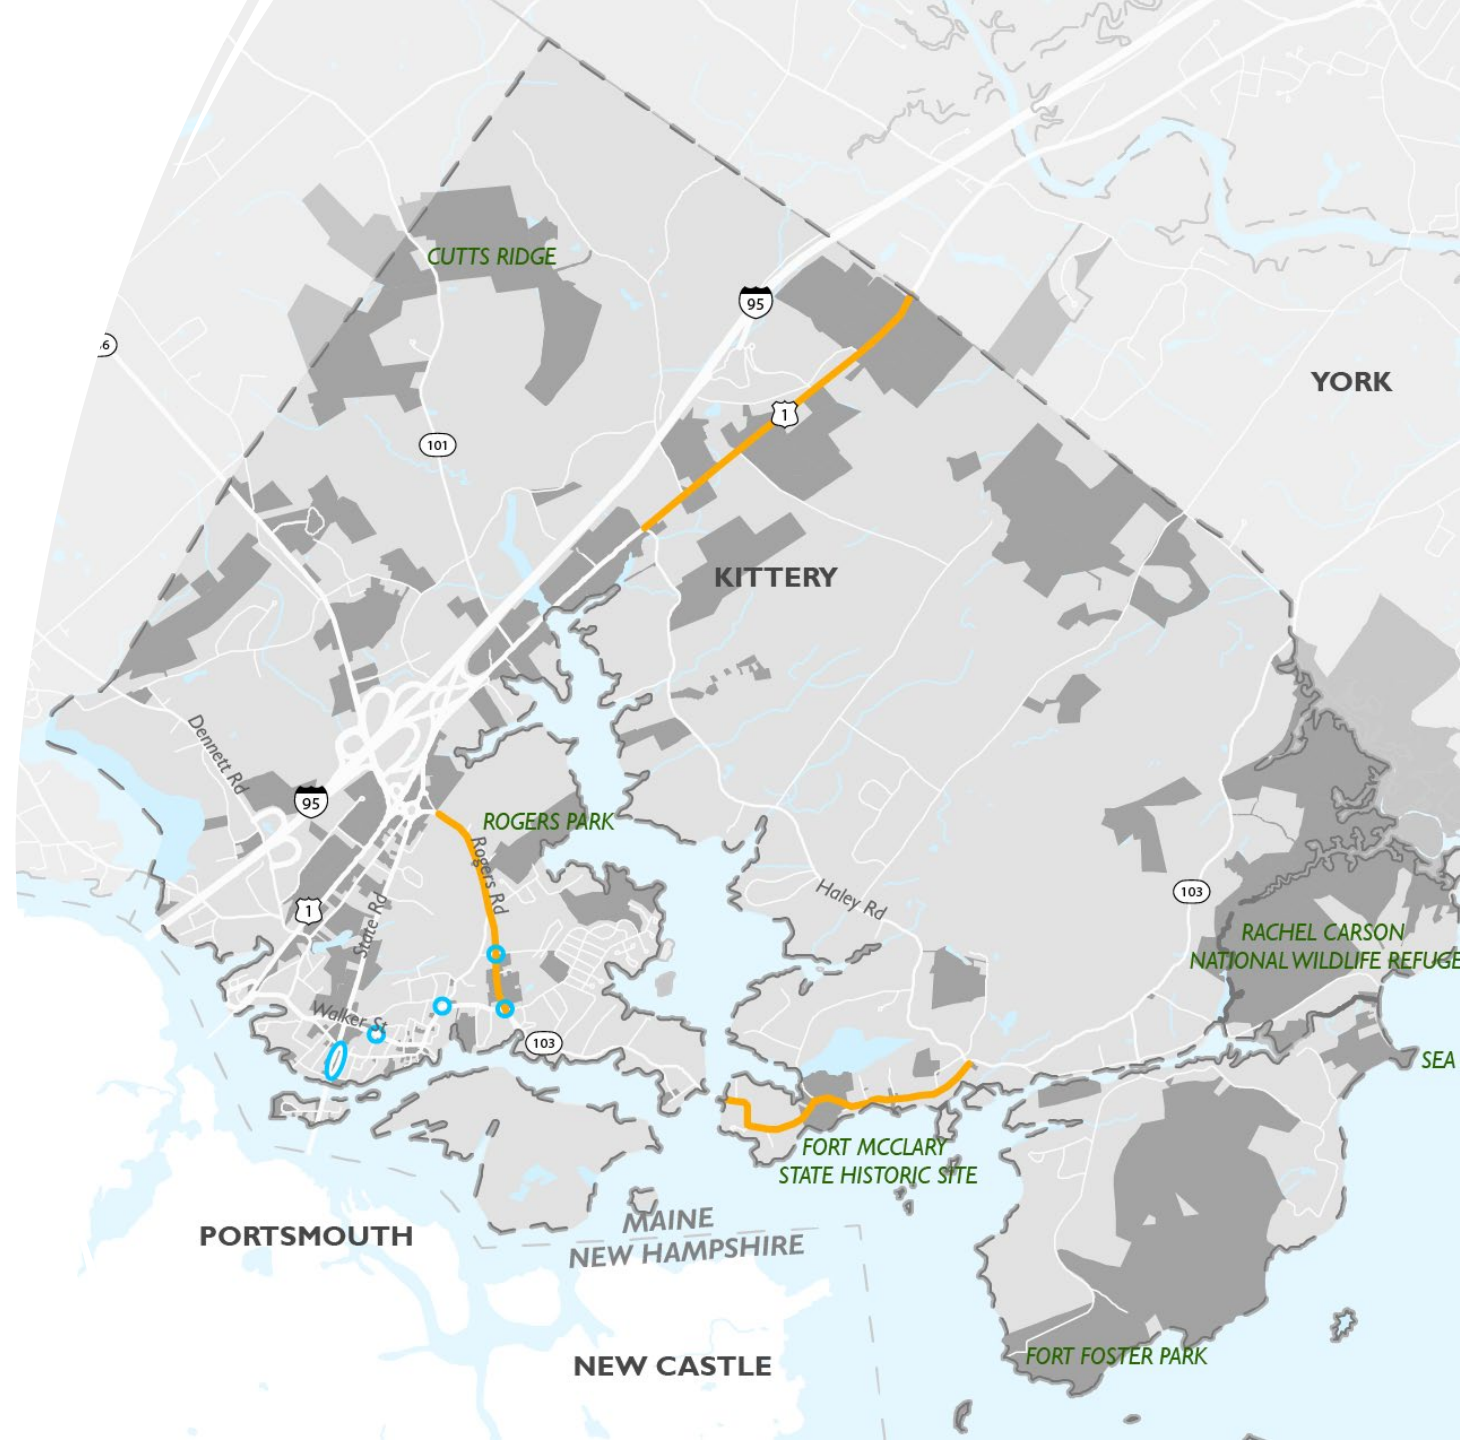 CUTTS RIDGE
95
YORK
101
1
KITTERY
Dennett Rd
95
ROGERS PARK
Rogers Rd
Haley Rd
103
1
State Rd
RACHEL CARSON
NATIONAL WILDLIFE REFUGE
Walker St
103
SEA
FORT MCCLARY
STATE HISTORIC SITE
MAINE
NEW HAMPSHIRE
PORTSMOUTH
FORT FOSTER PARK
NEW CASTLE